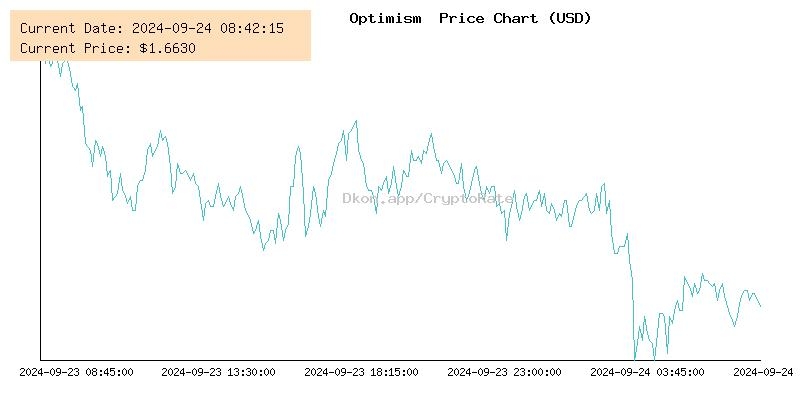 Optimism Price Chart (USD)
Current Date: 2024-09-24 08:42:15
Current Price: $1.6630
Dkon.app/CryptoRate
2024-09-23 08:45:00 2024-09-23 13:30:00 2024-09-23 18:15:00 2024-09-23 23:00:00 2024-09-24 03:45:00 2024-09-24